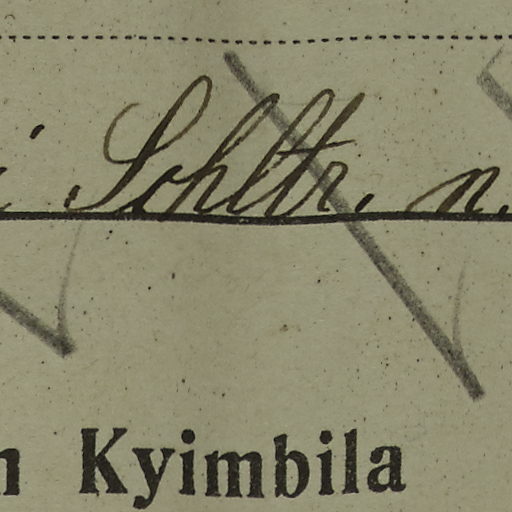 i Schltr. n.
n Kyimbila